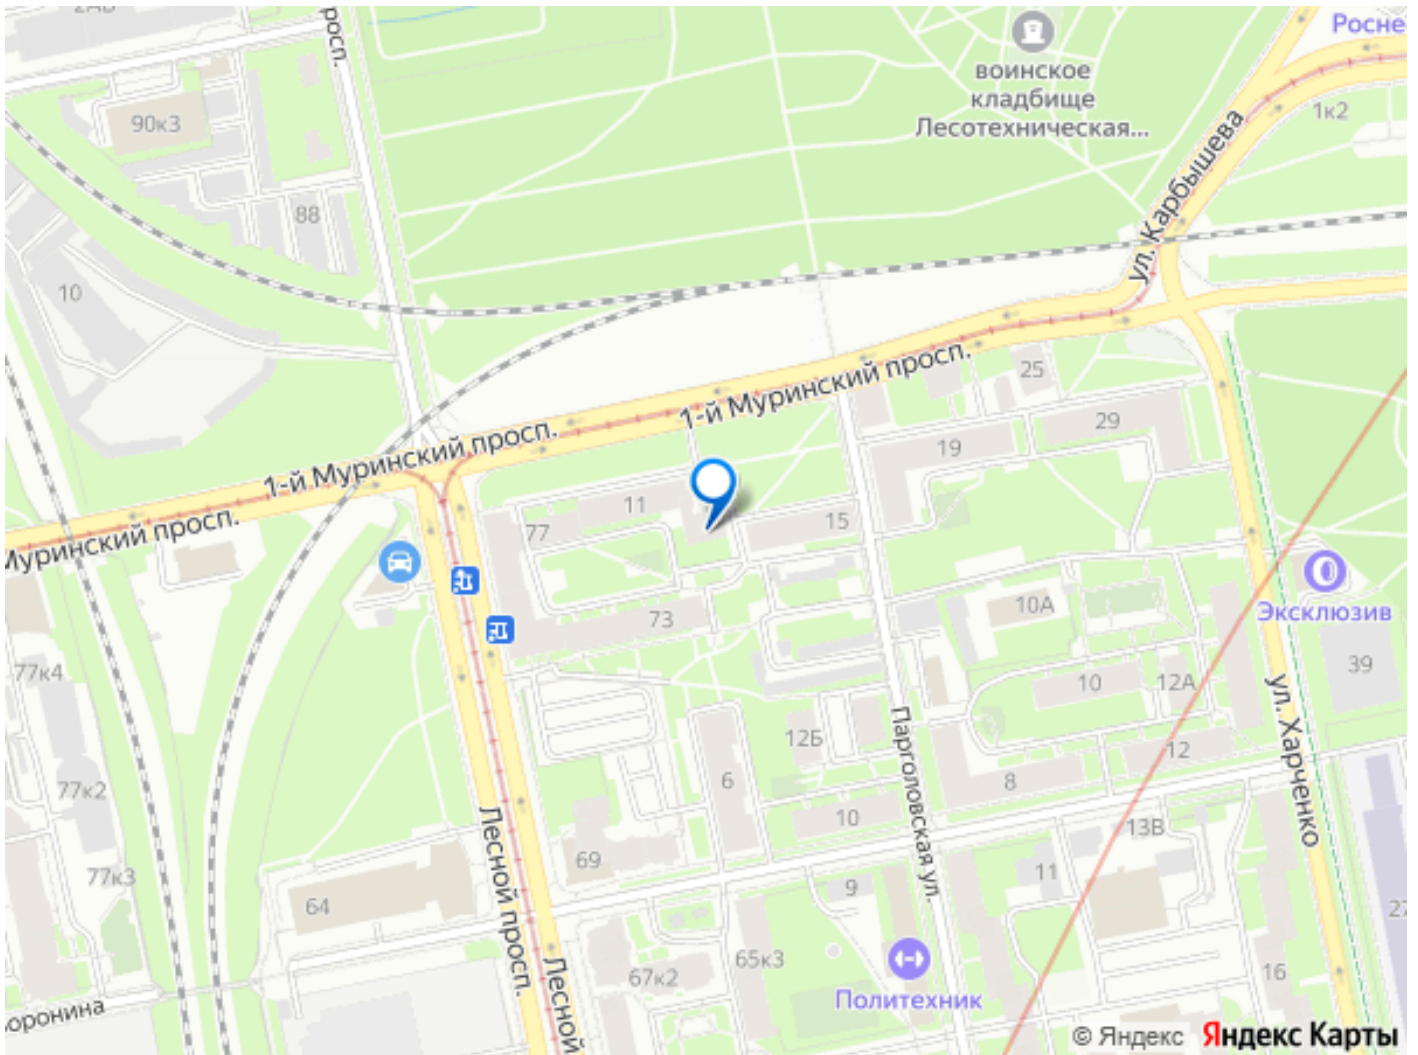 просп.
Росне
воинское
кладбище
Лесотехническая...
1к2
90к3
ул. Карбышева
88
10
1-й Муринский просп.
25
29
19
1-й Муринский просп.
11
15
77
Муринский просп.
10А
Эксклюзив
73
39
77к4
10
12А
ул. Харченко
Парголовская ул.
12Б
12
6
8
77к2
10
13В
Лесной просп.
69
11
77к3
9
64
27
65к3
67к2
16
Политехник
Лесной
оронина
© Яндекс Яндекс Карты